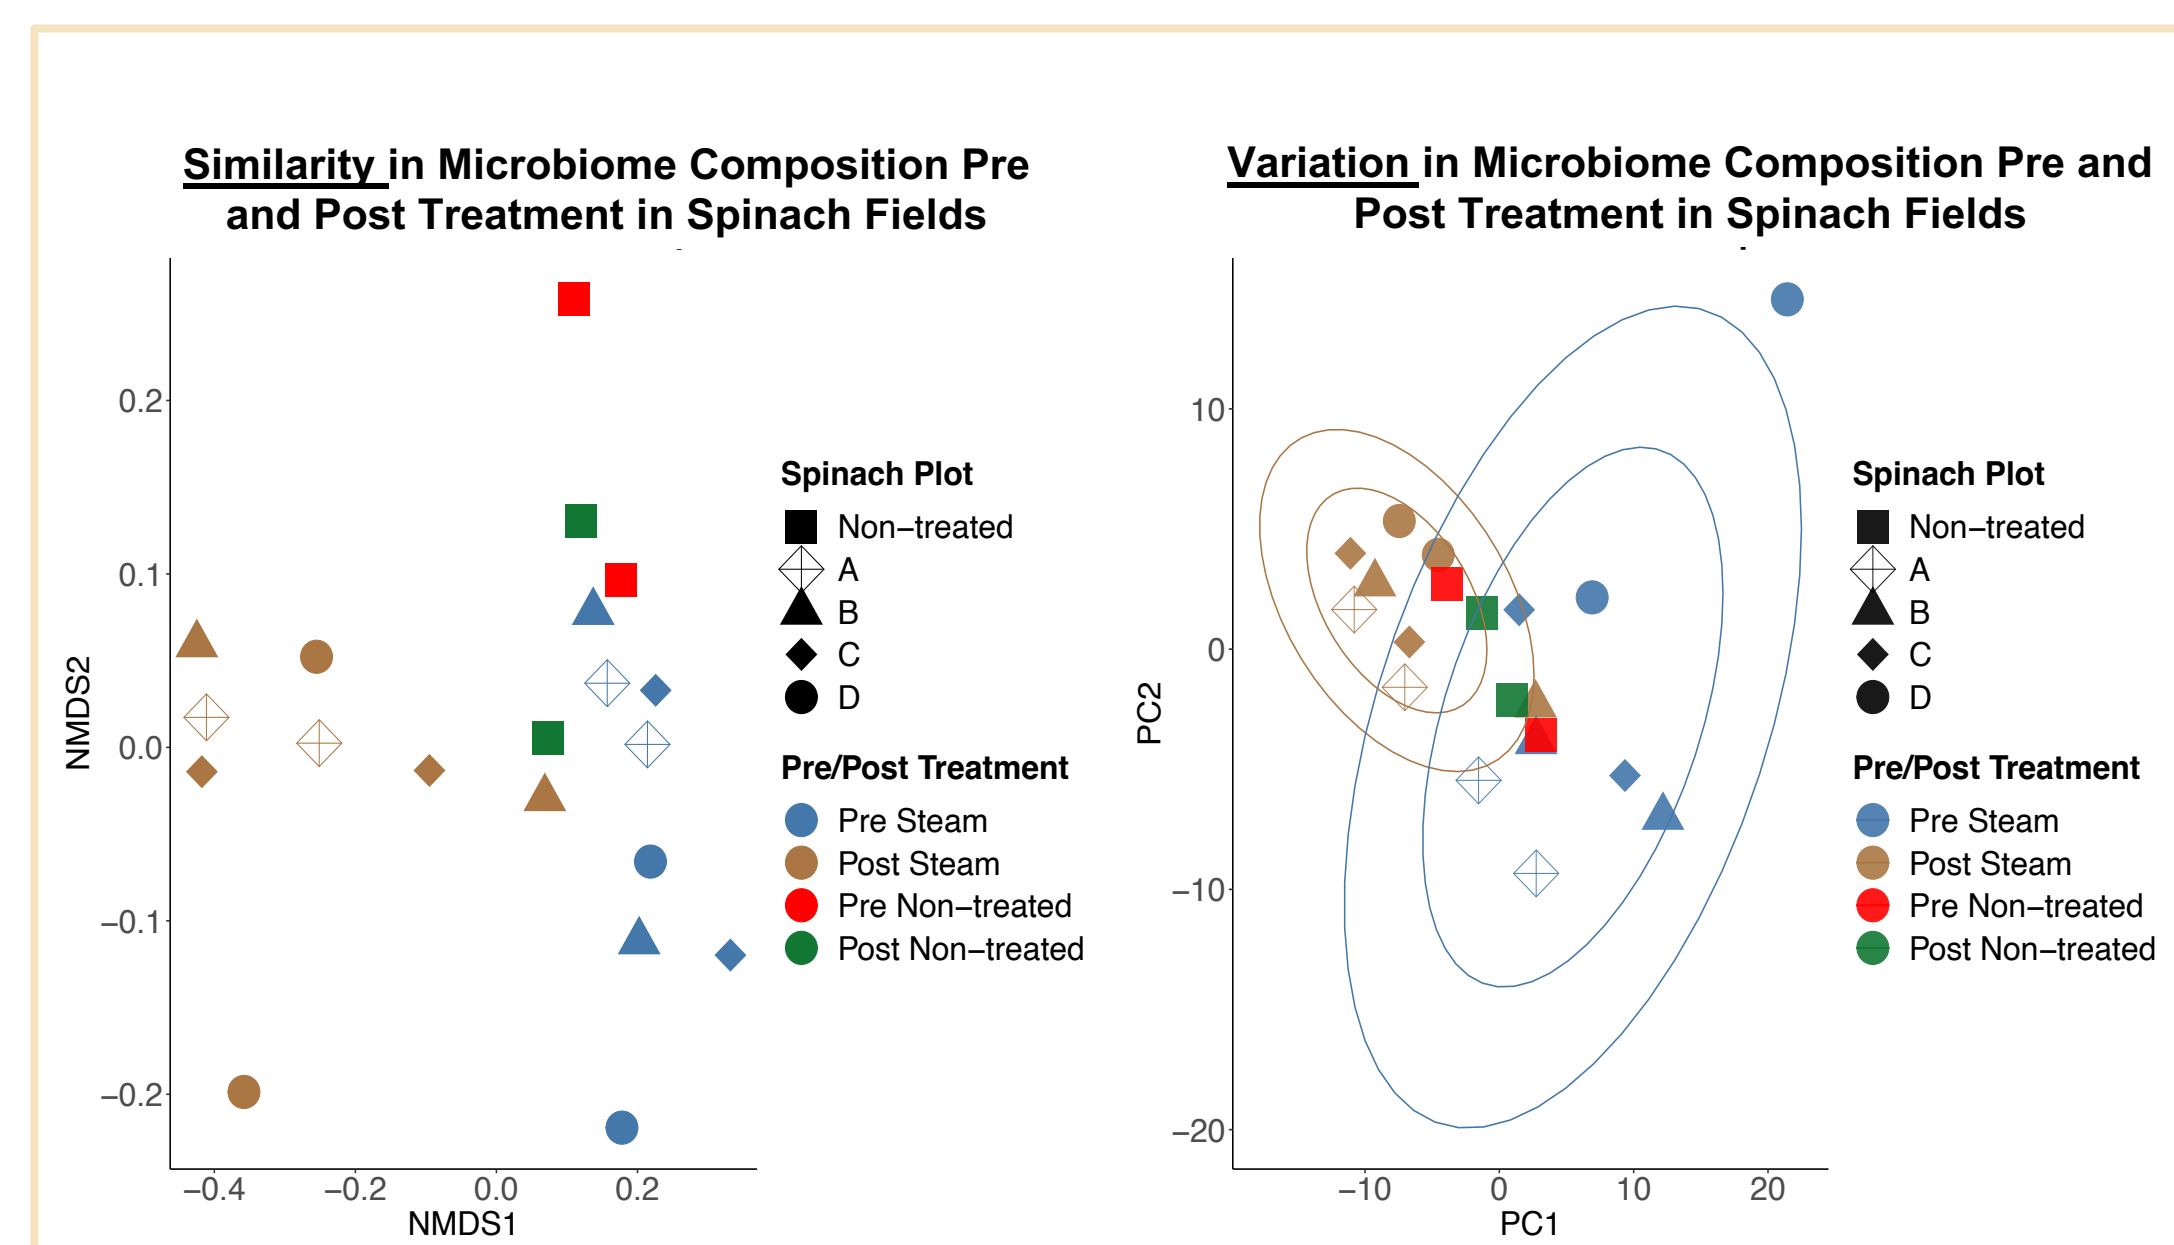 Similarity in Microbiome Composition Pre
and Post Treatment in Spinach Fields
NMDS2
0.2
0.1
0.0
−0.1
−0.2
−0.4
−0.2
0.0
0.2
NMDS1
Spinach Plot
Non−treated
A
B
C
D
Pre/Post Treatment
Pre Steam
Post Steam
Pre Non−treated
Post Non−treated
Variation in Microbiome Composition Pre and
Post Treatment in Spinach Fields
PC2
10
0
−10
−20
−10
0
10
20
PC1
Spinach Plot
Non−treated
A
B
C
D
Pre/Post Treatment
Pre Steam
Post Steam
Pre Non−treated
Post Non−treated